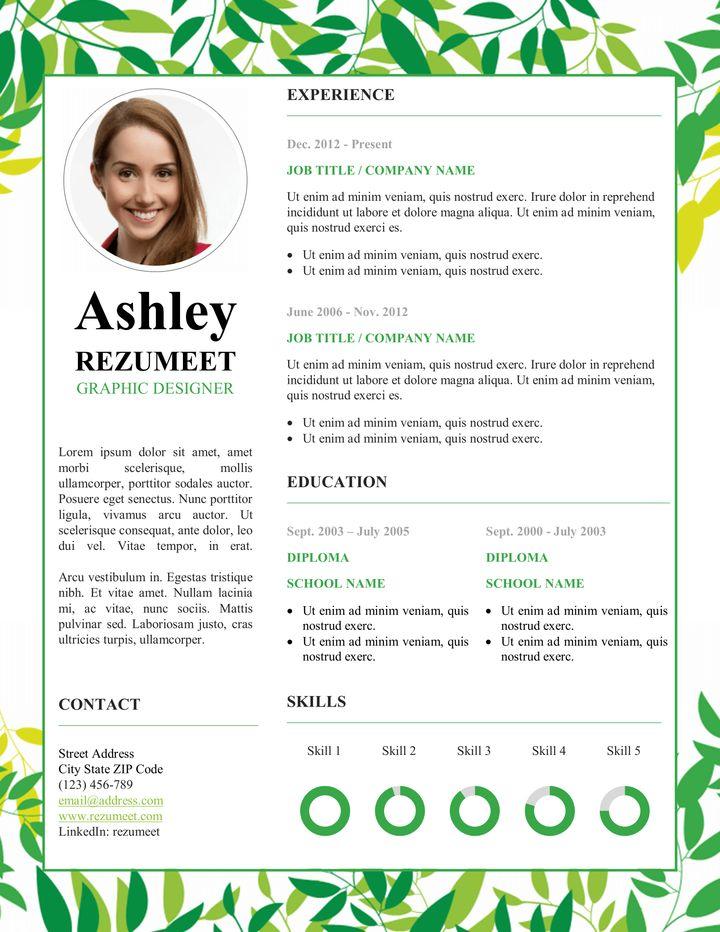 Ashley
REZUMEET
GRAPHIC DESIGNER
Lorem ipsum dolor sit amet, amet
morbi scelerisque, mollis
ullamcorper, porttitor sodales auctor.
Posuere eget senectus. Nunc porttitor
ligula, vivamus arcu auctor. Ut
scelerisque consequat, ante dolor, leo
dui vel. Vitae tempor, in erat.
Arcu vestibulum in. Egestas tristique
nibh. Et vitae amet. Nullam lacinia
mi, ac vitae, nunc sociis. Mattis
pulvinar sed. Laboriosam justo, cras
ultricies turpis, ullamcorper.
CONTACT
Street Address
City State ZIP Code
(123) 456-789
email@address.com
www.rezumeet.com
LinkedIn: rezumeet
EXPERIENCE
Dec. 2012 - Present
JOB TITLE / COMPANY NAME
Ut enim ad minim veniam, quis nostrud exerc. Irure dolor in reprehend
incididunt ut labore et dolore magna aliqua. Ut enim ad minim veniam,
quis nostrud exerci es.
• Ut enim ad minim veniam, quis nostrud exerc.
• Ut enim ad minim veniam, quis nostrud exerc.
June 2006 - Nov. 2012
JOB TITLE / COMPANY NAME
Ut enim ad minim veniam, quis nostrud exerc. Irure dolor in reprehend
incididunt ut labore et dolore magna aliqua. Ut enim ad minim veniam,
quis nostrud exerci es.
• Ut enim ad minim veniam, quis nostrud exerc.
• Ut enim ad minim veniam, quis nostrud exerc.
EDUCATION
Sept. 2003 – July 2005
DIPLOMA
SCHOOL NAME
• Ut enim ad minim veniam, quis
nostrud exerc.
• Ut enim ad minim veniam, quis
nostrud exerc.
Sept. 2000 - July 2003
DIPLOMA
SCHOOL NAME
• Ut enim ad minim veniam, quis
nostrud exerc.
• Ut enim ad minim veniam, quis
nostrud exerc.
SKILLS
Skill 1 Skill 2 Skill 3 Skill 4 Skill 5